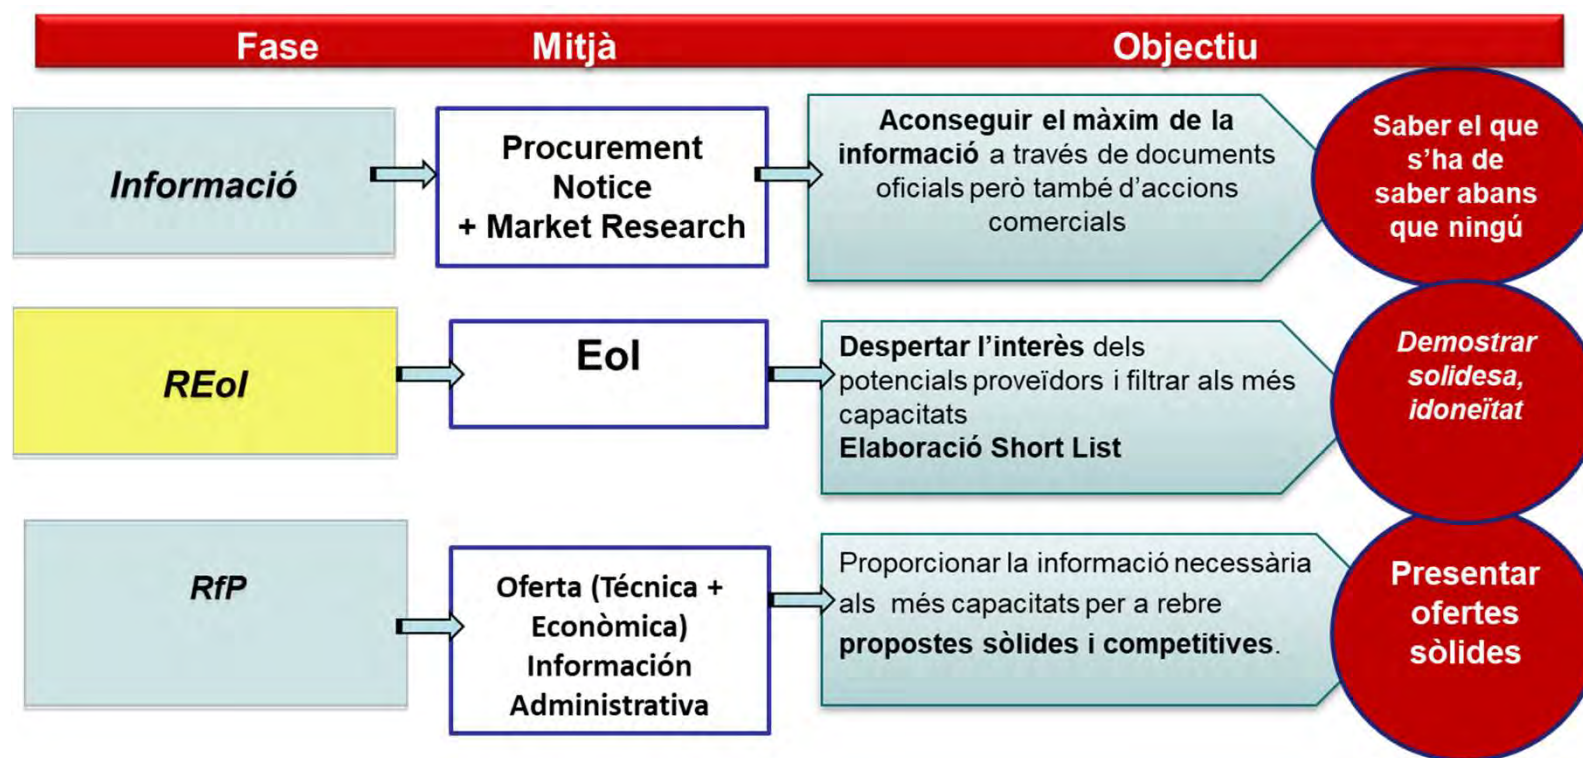 Fase Mitjà Objectiu
Informació
Procurement
Notice
+ Market Research
Aconseguir el màxim de la
informació a través de documents
oficials però també d’accions
comercials
Saber el que
s’ha de
saber abans
que ningú
REoI
EoI
Despertar l’interès dels
potencials proveïdors i filtrar als més
capacitats
Elaboració Short List
Demostrar
solidesa,
idoneïtat
RfP
Oferta (Técnica +
Econòmica)
Información
Administrativa
Proporcionar la informació necessària
als més capacitats per a rebre
propostes sòlides i competitives.
Presentar
ofertes
sòlides